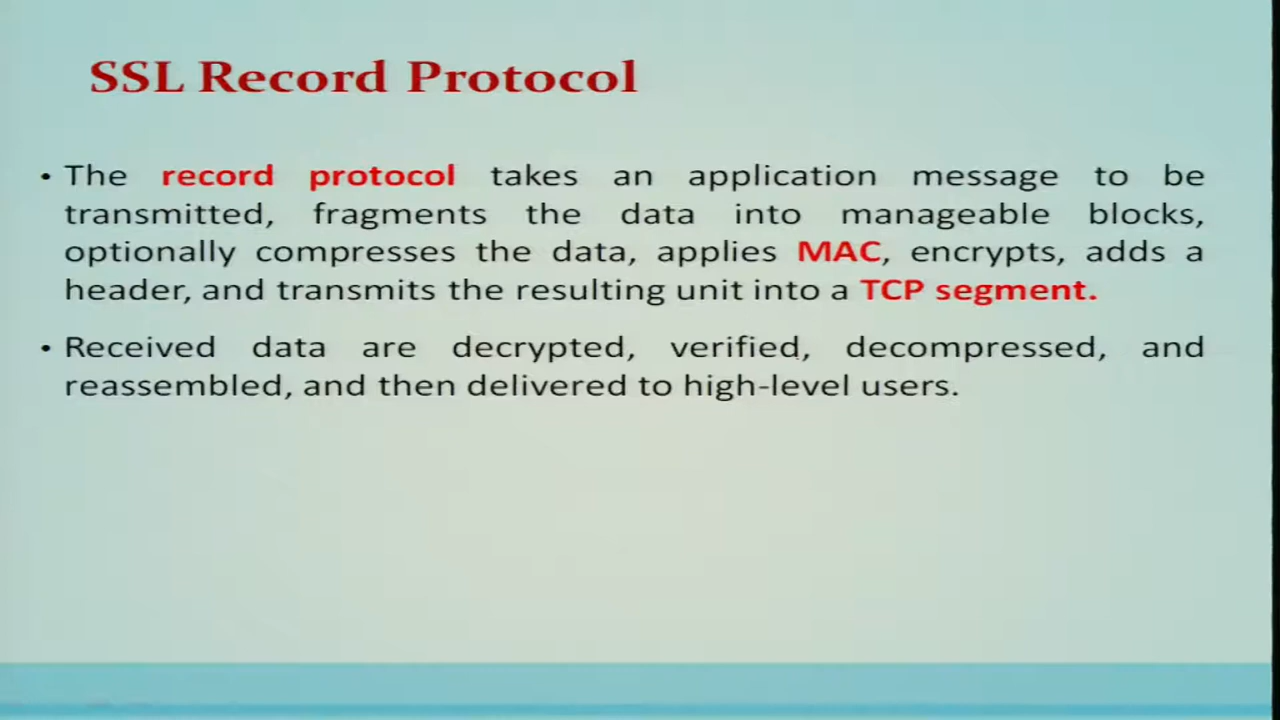 SSL Record Protocol
• The record protocol takes an application message to be
transmitted, fragments the data into manageable blocks,
optionally compresses the data, applies MAC, encrypts, adds a
header, and transmits the resulting unit into a TCP segment.
• Received data are decrypted, verified, decompressed, and
reassembled, and then delivered to high-level users.